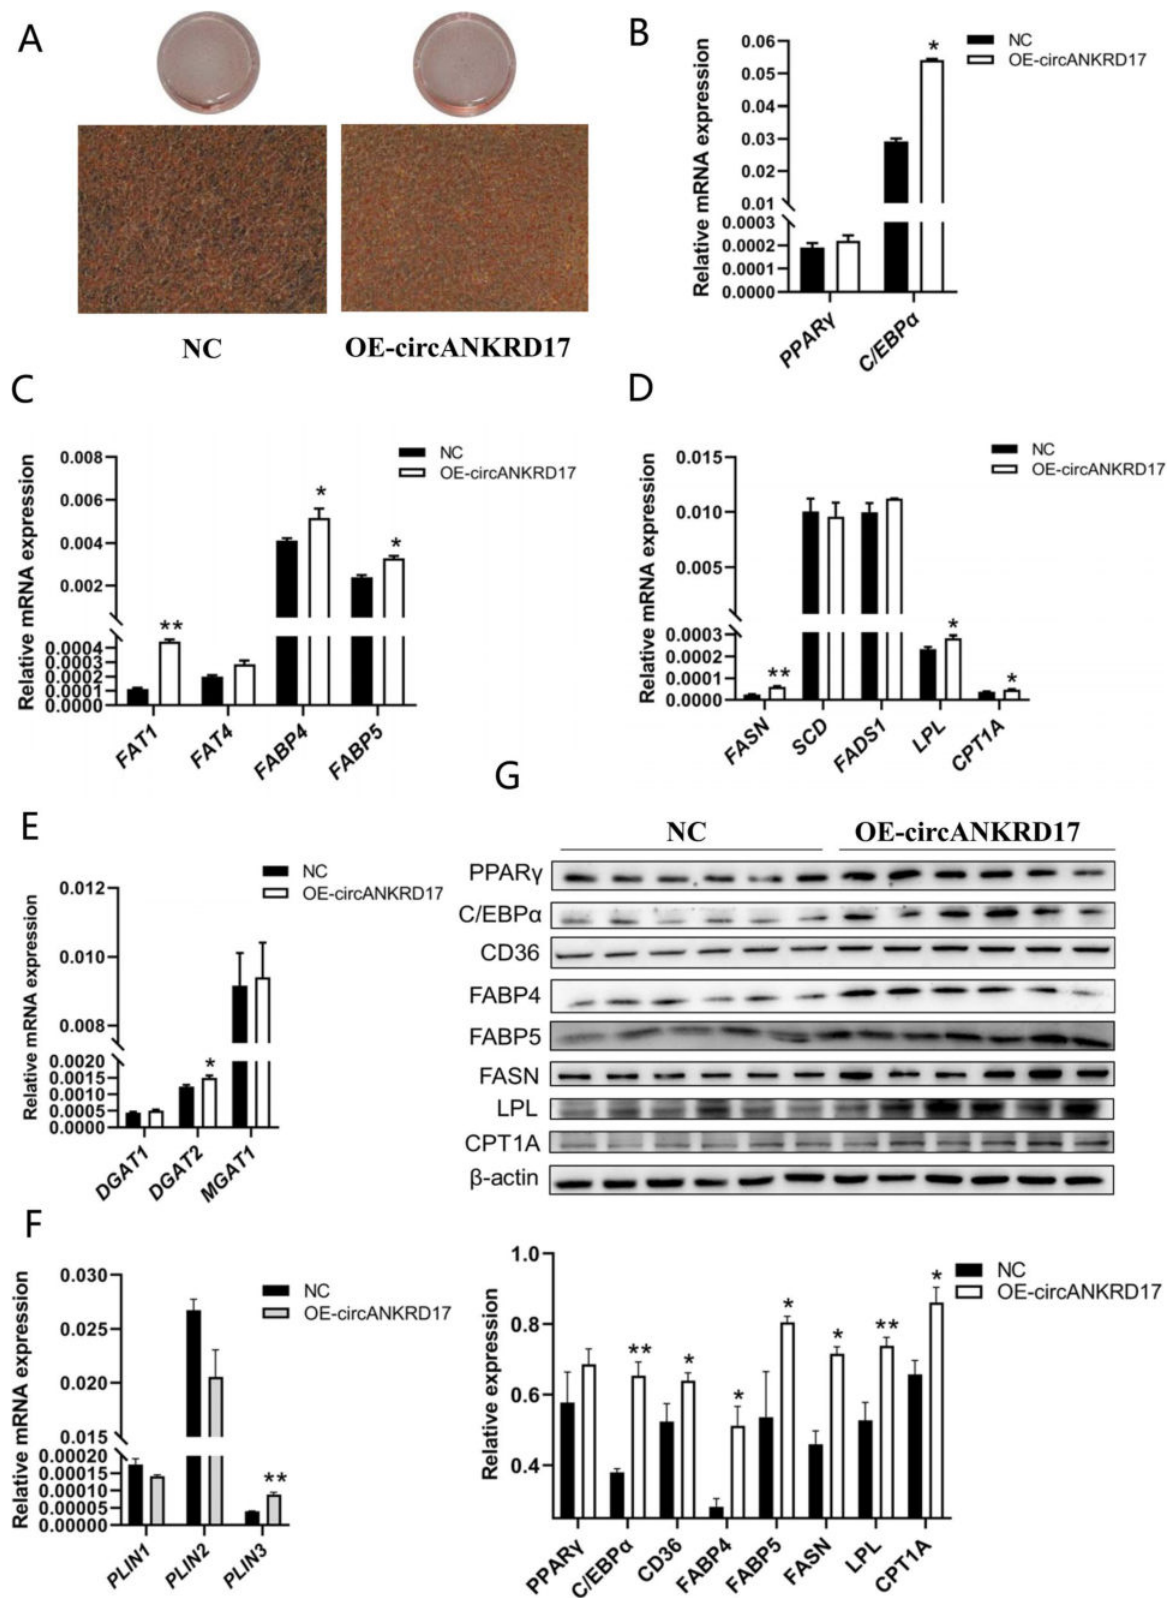 A
NC
OE-circANKRD17
B
Relative mRNA expression
0.06
0.05
0.04
0.03
0.02
0.01
0.0003
0.0002
0.0001
0.0000
PPARγ
C/EBPα
*
NC
OE-circANKRD17
C
Relative mRNA expression
0.008
0.006
0.004
0.002
0.0004
0.0003
0.0002
0.0001
0.0000
**
*
*
FAT1
FAT4
FABP4
FABP5
NC
OE-circANKRD17
D
Relative mRNA expression
0.015
0.010
0.005
0.0003
0.0002
0.0001
0.0000
**
*
*
FASN
SCD
FADS1
LPL
CPT1A
NC
OE-circANKRD17
E
Relative mRNA expression
0.012
0.010
0.008
0.0020
0.0015
0.0010
0.0005
0.0000
*
DGAT1
DGAT2
MGAT1
NC
OE-circANKRD17
F
Relative mRNA expression
0.030
0.025
0.020
0.015
0.00020
0.00015
0.00010
0.00005
0.00000
**
PLIN1
PLIN2
PLIN3
NC
OE-circANKRD17
G
NC OE-circANKRD17
PPARγ
C/EBPα
CD36
FABP4
FABP5
FASN
LPL
CPT1A
β-actin
Relative expression
1.0
0.8
0.6
0.4
**
*
*
*
*
**
*
PPARγ
C/EBPα
CD36
FABP4
FABP5
FASN
LPL
CPT1A
NC
OE-circANKRD17